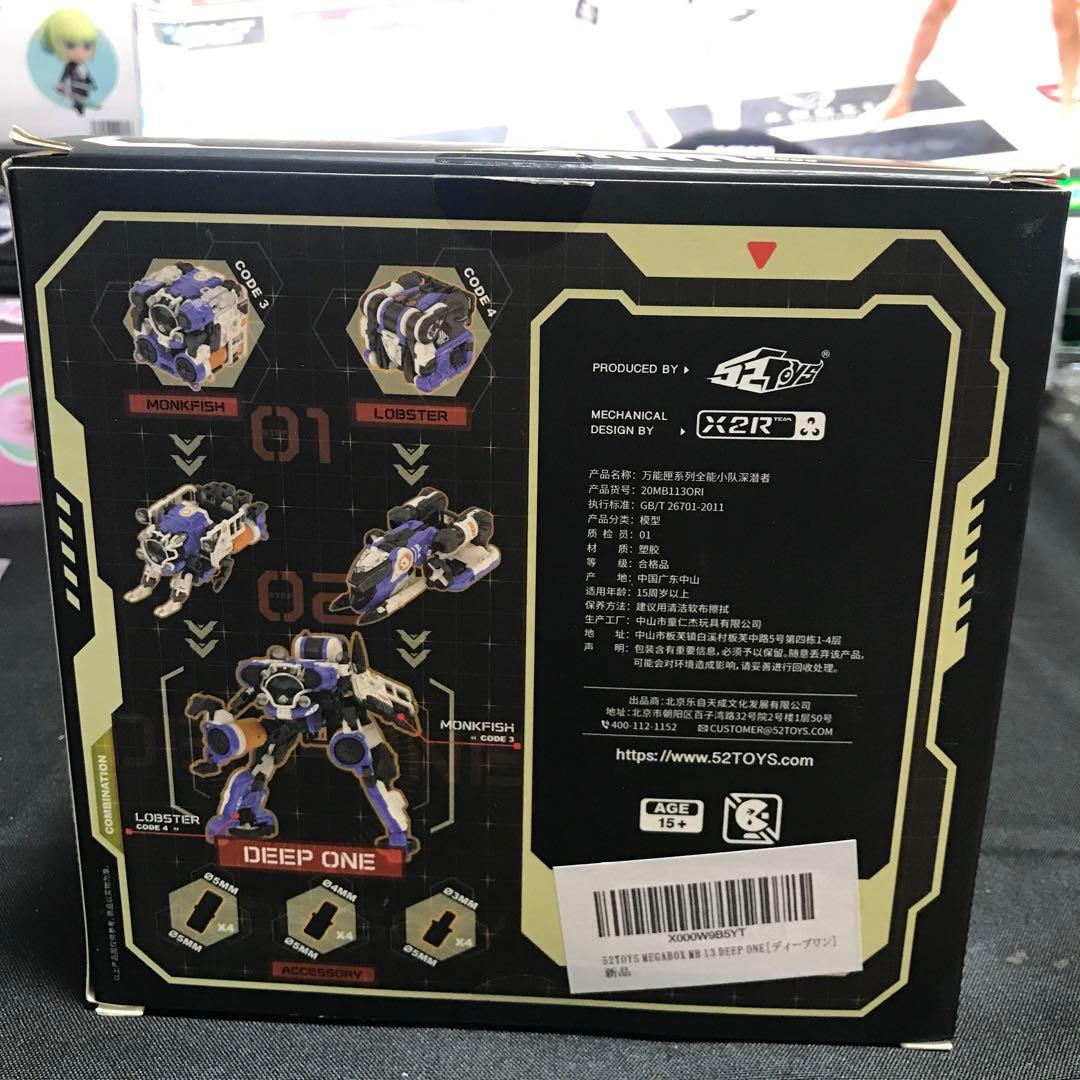 CODE 3
CODE 4
MONKFISH
LOBSTER
01
STEP
02
MONKFISH
« CODE 3
LOBSTER
CODE 4 »
COMBINATION
DEEP ONE
Ø5MM
X4
Ø5MM
Ø4MM
X4
Ø5MM
Ø3MM
X4
Ø5MM
ACCESSORY
PRODUCED BY
52TOYS®
MECHANICAL
DESIGN BY
X2R TEAM
产品名称：万能匣系列全能小队深潜者
产品货号：20MB113ORI
执行标准：GB/T 26701-2011
产品分类：模型
质 检 员：01
材 质：塑胶
等 级：合格品
产 地：中国广东中山
适用年龄：15周岁以上
保养方法：建议用清洁软布擦拭
生产工厂：中山市童仁杰玩具有限公司
地 址：中山市板芙镇白溪村板芙中路5号第四栋1-4层
声 明：包装含有重要信息，必须予以保留。随意丢弃该产品，
可能会对环境造成影响，请妥善进行回收处理。
出品商：北京乐自天成文化发展有限公司
地址：北京市朝阳区百子湾路32号院2号楼1层50号
400-112-1152 CUSTOMER@52TOYS.COM
https://www.52TOYS.com
AGE
15+
X000W9B5YT
52TOYS MEGABOX MB 13 DEEP ONE[ディープワン]
新品